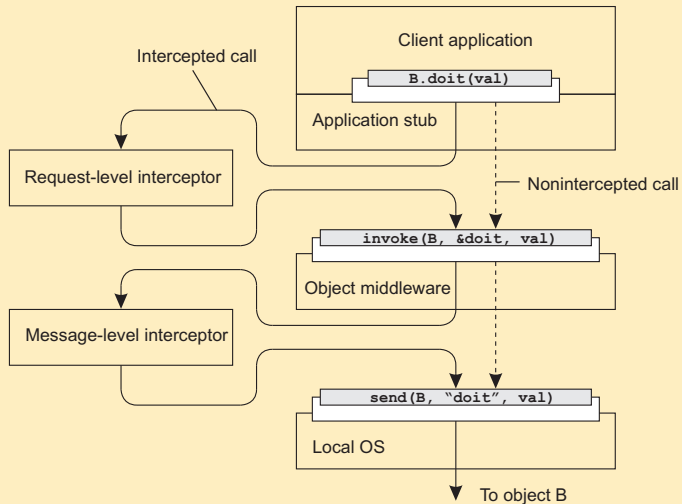 Client application
Intercepted call
B.doit(val)
Application stub
Request-level interceptor
Nonintercepted call
invoke(B, &doit, val)
Object middleware
Message-level interceptor
send(B, “doit”, val)
Local OS
To object B